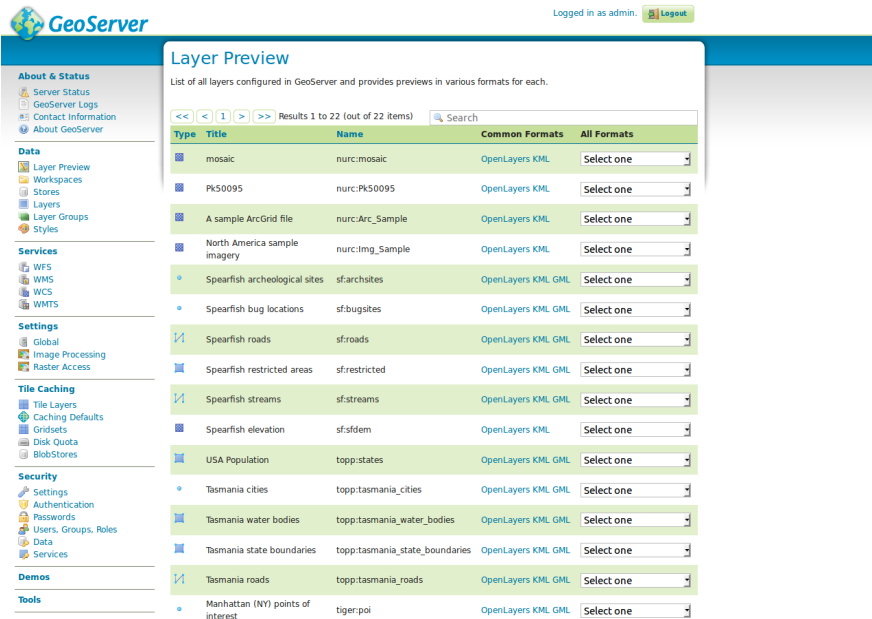 GeoServer
Logged in as admin. Logout
About & Status
Server Status
GeoServer Logs
Contact Information
About GeoServer
Data
Layer Preview
Workspaces
Stores
Layers
Layer Groups
Styles
Services
WFS
WMS
WCS
WMTS
Settings
Global
Image Processing
Raster Access
Tile Caching
Tile Layers
Caching Defaults
Gridsets
Disk Quota
BlobStores
Security
Settings
Authentication
Passwords
Users, Groups, Roles
Data
Services
Demos
Tools
Layer Preview
List of all layers configured in GeoServer and provides previews in various formats for each.
<< < 1 > >> Results 1 to 22 (out of 22 items) Search
Type Title Name Common Formats All Formats
mosaic nurc:mosaic OpenLayers KML Select one
Pk50095 nurc:Pk50095 OpenLayers KML Select one
A sample ArcGrid file nurc:Arc_Sample OpenLayers KML Select one
North America sample
imagery nurc:Img_Sample OpenLayers KML Select one
Spearfish archeological sites sf:archsites OpenLayers KML GML Select one
Spearfish bug locations sf:bugsites OpenLayers KML GML Select one
Spearfish roads sf:roads OpenLayers KML GML Select one
Spearfish restricted areas sf:restricted OpenLayers KML GML Select one
Spearfish streams sf:streams OpenLayers KML GML Select one
Spearfish elevation sf:sfdem OpenLayers KML Select one
USA Population topp:states OpenLayers KML GML Select one
Tasmania cities topp:tasmania_cities OpenLayers KML GML Select one
Tasmania water bodies topp:tasmania_water_bodies OpenLayers KML GML Select one
Tasmania state boundaries topp:tasmania_state_boundaries OpenLayers KML GML Select one
Tasmania roads topp:tasmania_roads OpenLayers KML GML Select one
Manhattan (NY) points of
interest tiger:poi OpenLayers KML GML Select one